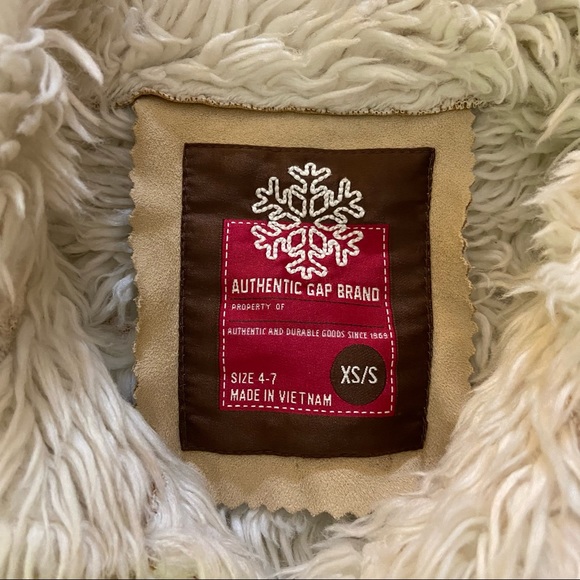 AUTHENTIC GAP BRAND
PROPERTY OF
AUTHENTIC AND DURABLE GOODS SINCE 1969
SIZE 4-7
MADE IN VIETNAM
XS/S